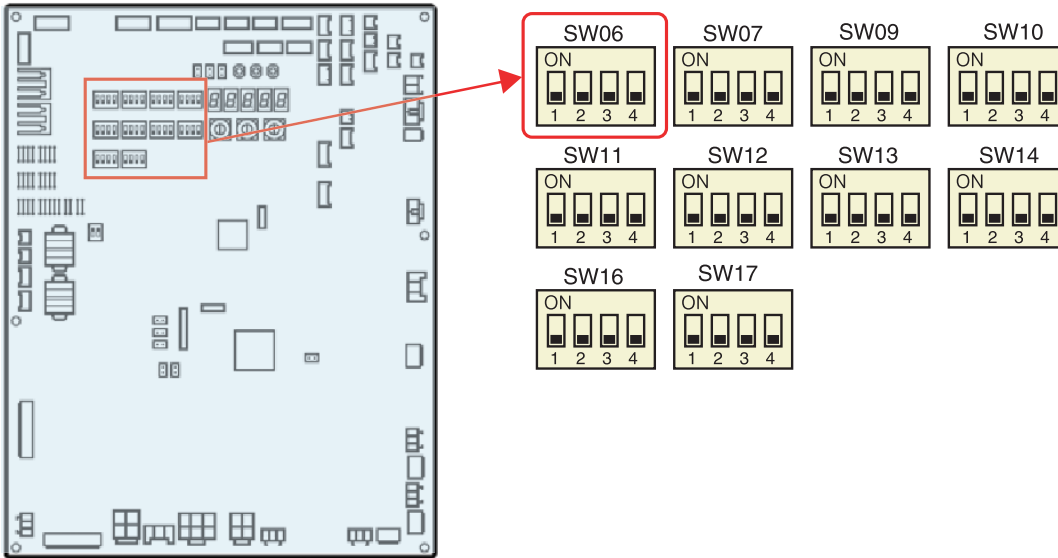 SW06 SW07 SW09 SW10
ON ON ON ON
1 2 3 4 1 2 3 4 1 2 3 4 1 2 3 4
SW11 SW12 SW13 SW14
ON ON ON ON
1 2 3 4 1 2 3 4 1 2 3 4 1 2 3 4
SW16 SW17
ON ON
1 2 3 4 1 2 3 4